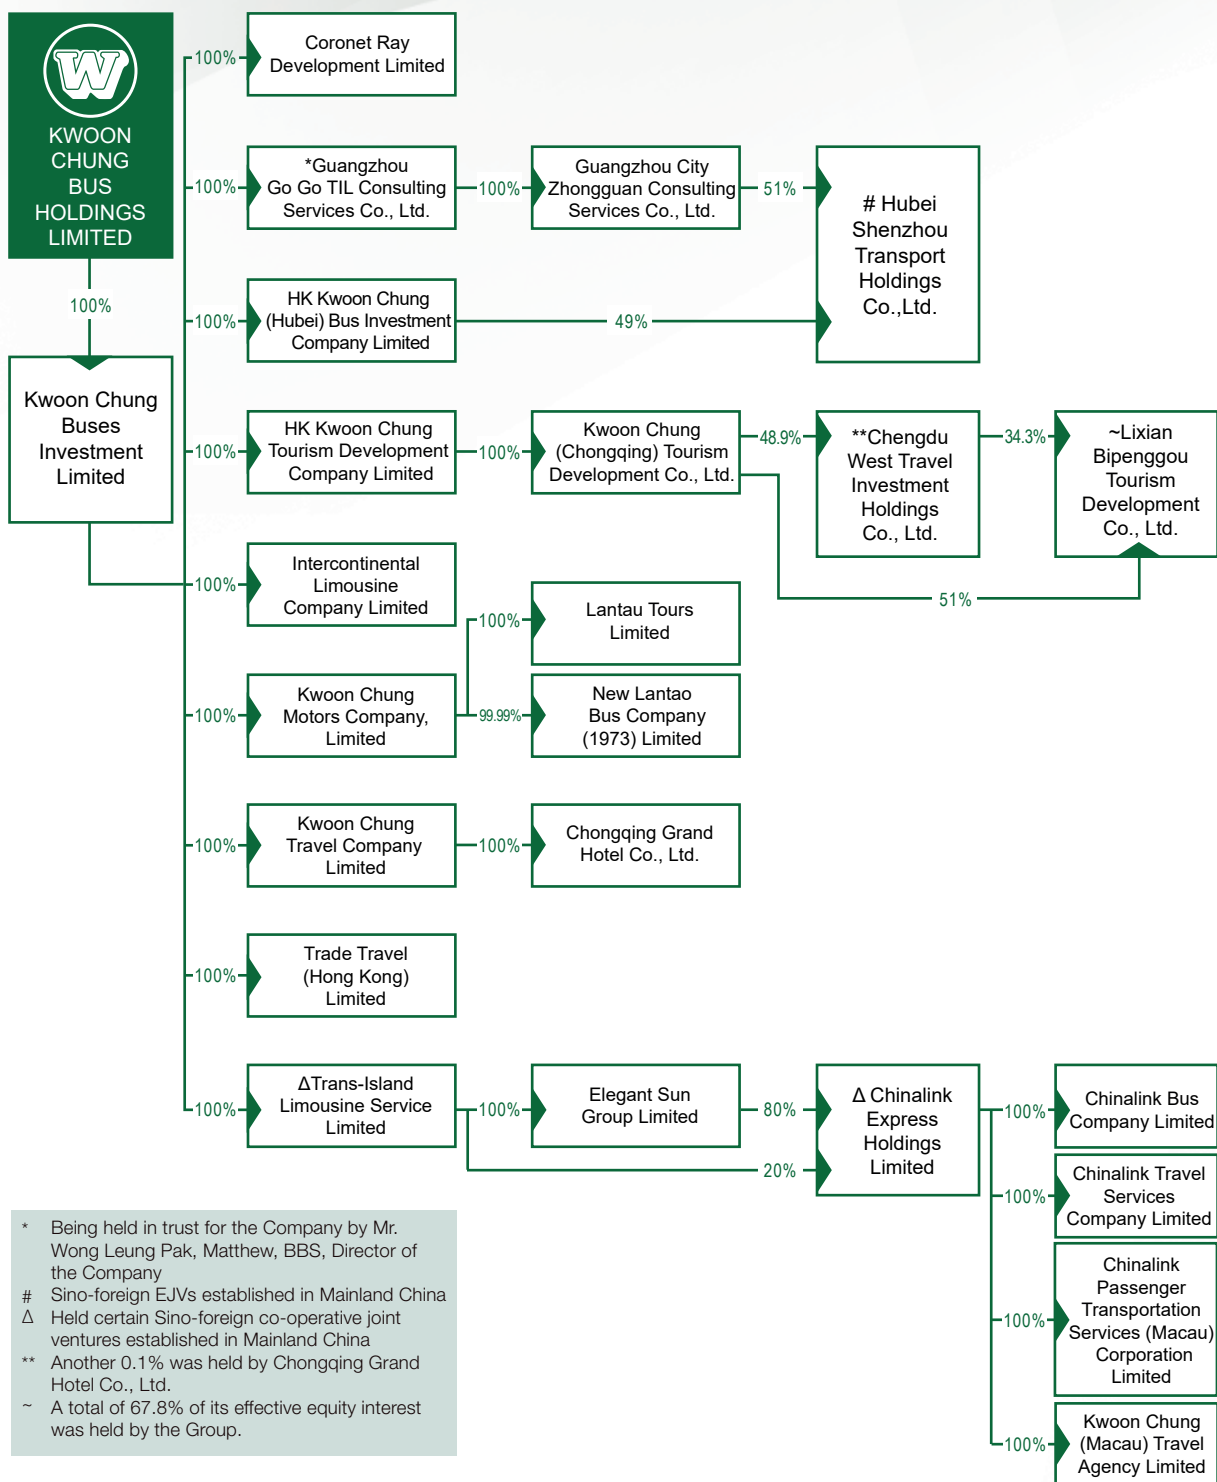 W
KWOON
CHUNG
BUS
HOLDINGS
LIMITED
100%
Kwoon Chung
Buses
Investment
Limited
100%
Coronet Ray
Development Limited
100%
*Guangzhou
Go Go TIL Consulting
Services Co., Ltd.
100%
Guangzhou City
Zhongguan Consulting
Services Co., Ltd.
51%
# Hubei
Shenzhou
Transport
Holdings
Co.,Ltd.
100%
HK Kwoon Chung
(Hubei) Bus Investment
Company Limited
49%
100%
HK Kwoon Chung
Tourism Development
Company Limited
100%
Kwoon Chung
(Chongqing) Tourism
Development Co., Ltd.
48.9%
**Chengdu
West Travel
Investment
Holdings
Co., Ltd.
34.3%
~Lixian
Bipenggou
Tourism
Development
Co., Ltd.
51%
100%
Intercontinental
Limousine
Company Limited
100%
Kwoon Chung
Motors Company,
Limited
100%
Lantau Tours
Limited
99.99%
New Lantao
Bus Company
(1973) Limited
100%
Kwoon Chung
Travel Company
Limited
100%
Chongqing Grand
Hotel Co., Ltd.
100%
Trade Travel
(Hong Kong)
Limited
100%
ΔTrans-Island
Limousine Service
Limited
100%
Elegant Sun
Group Limited
80%
20%
Δ Chinalink
Express
Holdings
Limited
100%
Chinalink Bus
Company Limited
100%
Chinalink Travel
Services
Company Limited
100%
Chinalink
Passenger
Transportation
Services (Macau)
Corporation
Limited
100%
Kwoon Chung
(Macau) Travel
Agency Limited
* Being held in trust for the Company by Mr.
Wong Leung Pak, Matthew, BBS, Director of
the Company
# Sino-foreign EJVs established in Mainland China
Δ Held certain Sino-foreign co-operative joint
ventures established in Mainland China
** Another 0.1% was held by Chongqing Grand
Hotel Co., Ltd.
~ A total of 67.8% of its effective equity interest
was held by the Group.